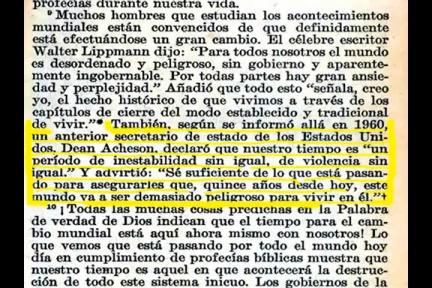 profecías durante nuestra vida.
⁹ Muchos hombres que estudian los acontecimientos
mundiales están convencidos de que definidamente
está efectuándose un gran cambio. El célebre escritor
Walter Lippmann dijo: “Para todos nosotros el mundo
es desordenado y peligroso, sin gobierno y aparente-
mente ingobernable. Por todas partes hay gran ansie-
dad y perplejidad.” Añadió que todo esto “señala, creo
yo, el hecho histórico de que vivimos a través de los
capítulos de cierre del modo establecido y tradicional
de vivir.”* También, según se informó allá en 1960,
un anterior secretario de estado de los Estados Uni-
dos, Dean Acheson, declaró que nuestro tiempo es “un
período de inestabilidad sin igual, de violencia sin
igual.” Y advirtió: “Sé suficiente de lo que está pasan-
do para asegurarles que, quince años desde hoy, este
mundo va a ser demasiado peligroso para vivir en él.”†
¹⁰ ¡Todas las muchas cosas predichas en la Palabra
de verdad de Dios indican que el tiempo para el cam-
bio mundial está aquí ahora mismo con nosotros! Lo
que vemos que está pasando por todo el mundo hoy
día en cumplimiento de profecías bíblicas muestra que
nuestro tiempo es aquel en que acontecerá la destruc-
ción de todo este sistema inicuo. Los gobiernos de la